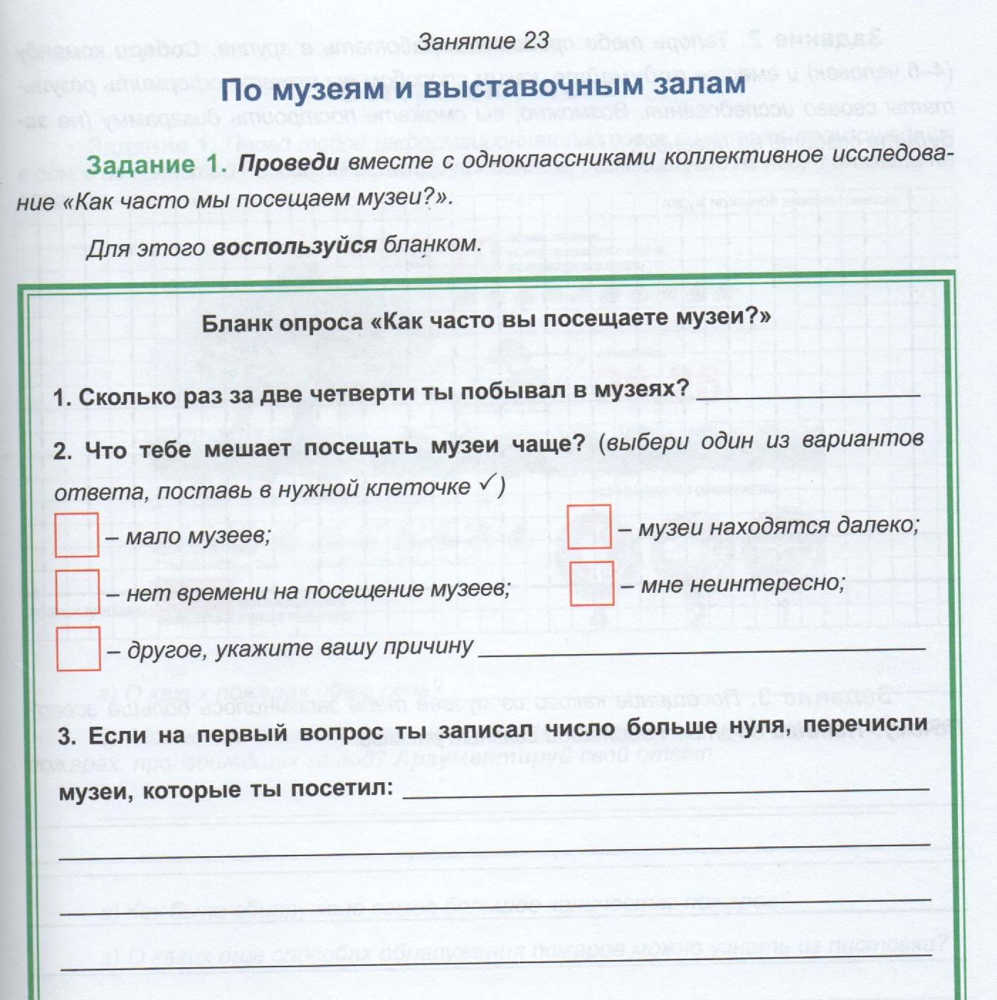 Занятие 23
По музеям и выставочным залам
Задание 1. Проведи вместе с одноклассниками коллективное исследова-
ние «Как часто мы посещаем музеи?».
Для этого воспользуйся бланком.
Бланк опроса «Как часто вы посещаете музеи?»
1. Сколько раз за две четверти ты побывал в музеях?
2. Что тебе мешает посещать музеи чаще? (выбери один из вариантов
ответа, поставь в нужной клеточке ✓)
– мало музеев;
– музеи находятся далеко;
– нет времени на посещение музеев;
– мне неинтересно;
– другое, укажите вашу причину
3. Если на первый вопрос ты записал число больше нуля, перечисли
музеи, которые ты посетил: